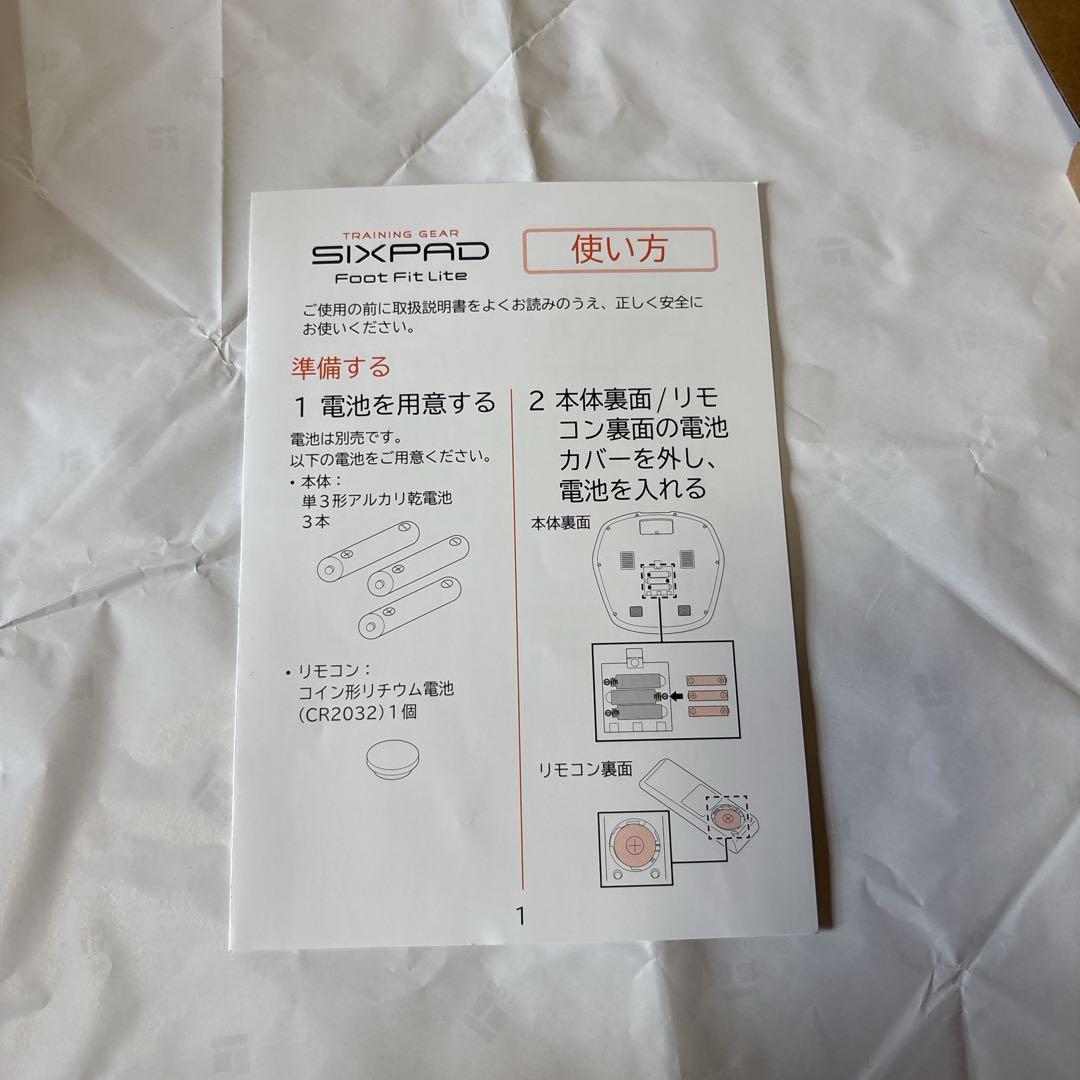 TRAINING GEAR
SIXPAD
Foot Fit Lite
使い方
ご使用の前に取扱説明書をよくお読みのうえ、正しく安全に
お使いください。
準備する
1 電池を用意する
電池は別売です。
以下の電池をご用意ください。
・本体：
単3形アルカリ乾電池
3本
・リモコン：
コイン形リチウム電池
(CR2032)1個
2 本体裏面/リモ
コン裏面の電池
カバーを外し、
電池を入れる
本体裏面
リモコン裏面
1